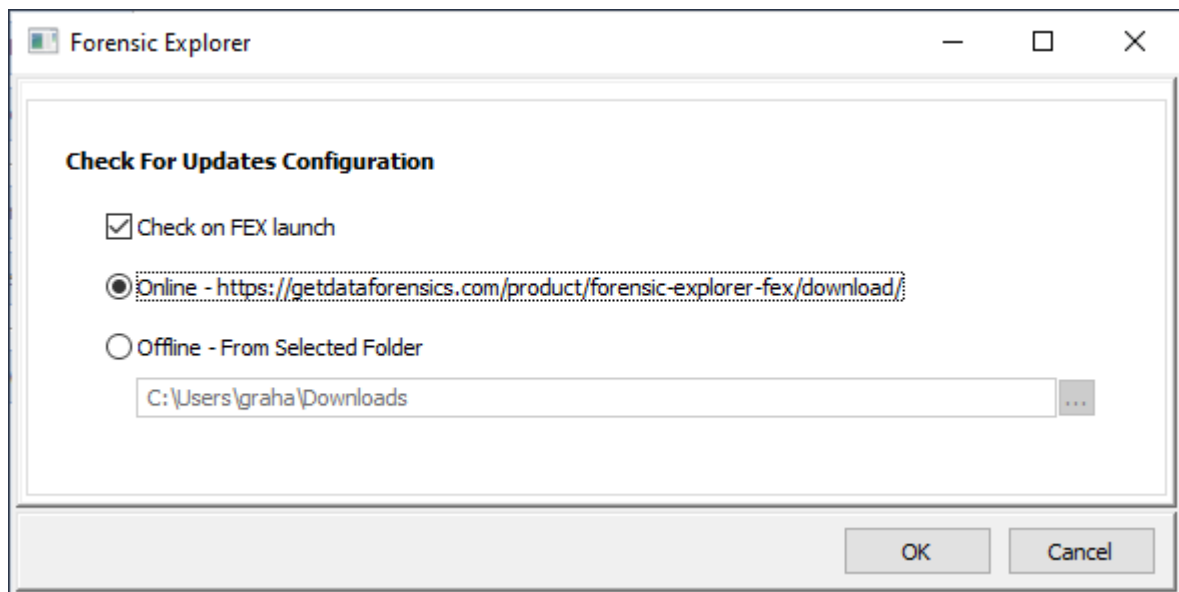 Forensic Explorer
Check For Updates Configuration
Check on FEX launch
Online - https://getdataforensics.com/product/forensic-explorer-fex/download/
Offline - From Selected Folder
C:\Users\graha\Downloads
...
OK
Cancel